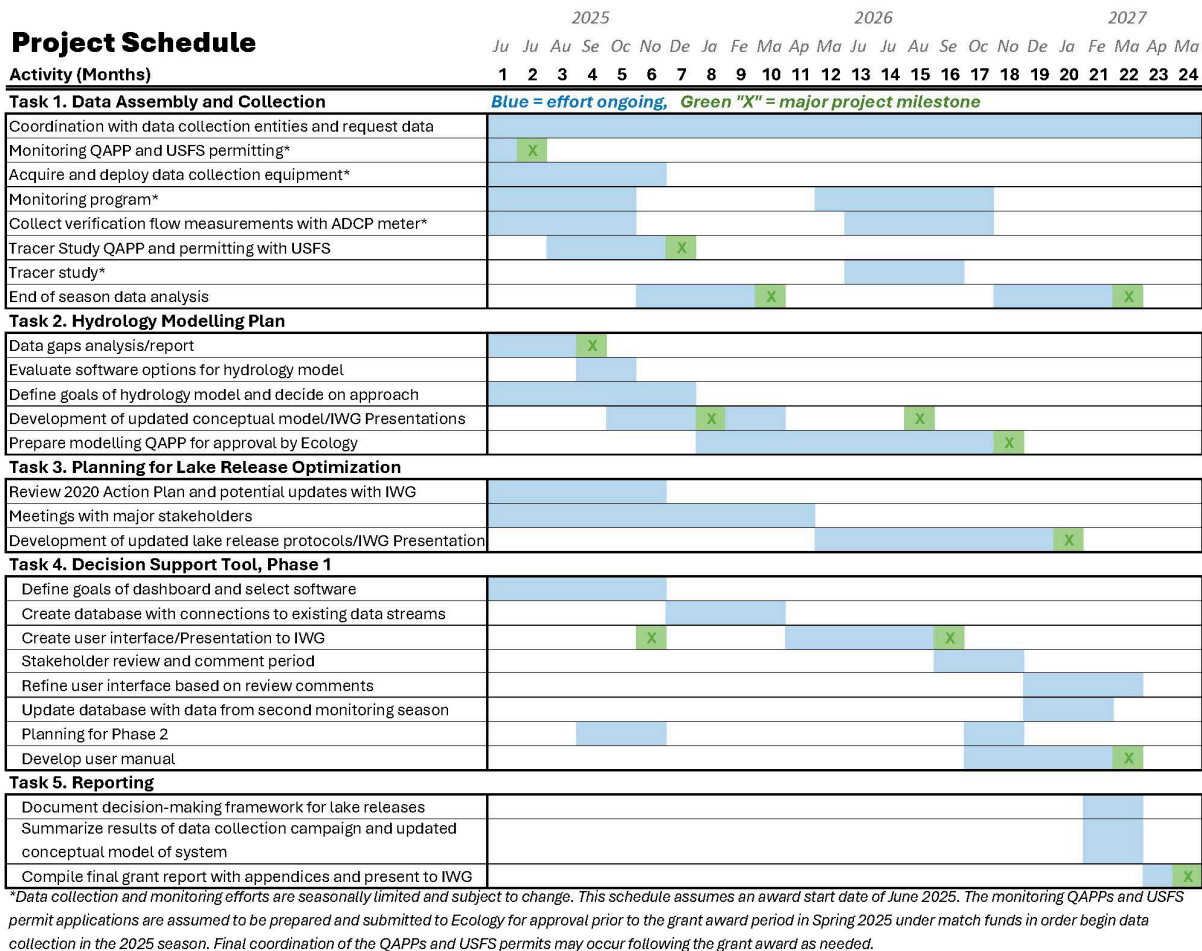 2025 2026 2027
Project Schedule Ju Ju Au Se Oc No De Ja Fe Ma Ap Ma Ju Ju Au Se Oc No De Ja Fe Ma Ap Ma
Activity (Months) 1 2 3 4 5 6 7 8 9 10 11 12 13 14 15 16 17 18 19 20 21 22 23 24
Task 1. Data Assembly and Collection Blue = effort ongoing, Green "X" = major project milestone
Coordination with data collection entities and request data
Monitoring QAPP and USFS permitting* X
Acquire and deploy data collection equipment*
Monitoring program*
Collect verification flow measurements with ADCP meter*
Tracer Study QAPP and permitting with USFS X
Tracer study*
End of season data analysis X X
Task 2. Hydrology Modelling Plan
Data gaps analysis/report X
Evaluate software options for hydrology model
Define goals of hydrology model and decide on approach
Development of updated conceptual model/IWG Presentations X X
Prepare modelling QAPP for approval by Ecology X
Task 3. Planning for Lake Release Optimization
Review 2020 Action Plan and potential updates with IWG
Meetings with major stakeholders
Development of updated lake release protocols/IWG Presentation X
Task 4. Decision Support Tool, Phase 1
Define goals of dashboard and select software
Create database with connections to existing data streams
Create user interface/Presentation to IWG X X
Stakeholder review and comment period
Refine user interface based on review comments
Update database with data from second monitoring season
Planning for Phase 2
Develop user manual X
Task 5. Reporting
Document decision-making framework for lake releases
Summarize results of data collection campaign and updated
conceptual model of system
Compile final grant report with appendices and present to IWG X
*Data collection and monitoring efforts are seasonally limited and subject to change. This schedule assumes an award start date of June 2025. The monitoring QAPPs and USFS
permit applications are assumed to be prepared and submitted to Ecology for approval prior to the grant award period in Spring 2025 under match funds in order begin data
collection in the 2025 season. Final coordination of the QAPPs and USFS permits may occur following the grant award as needed.